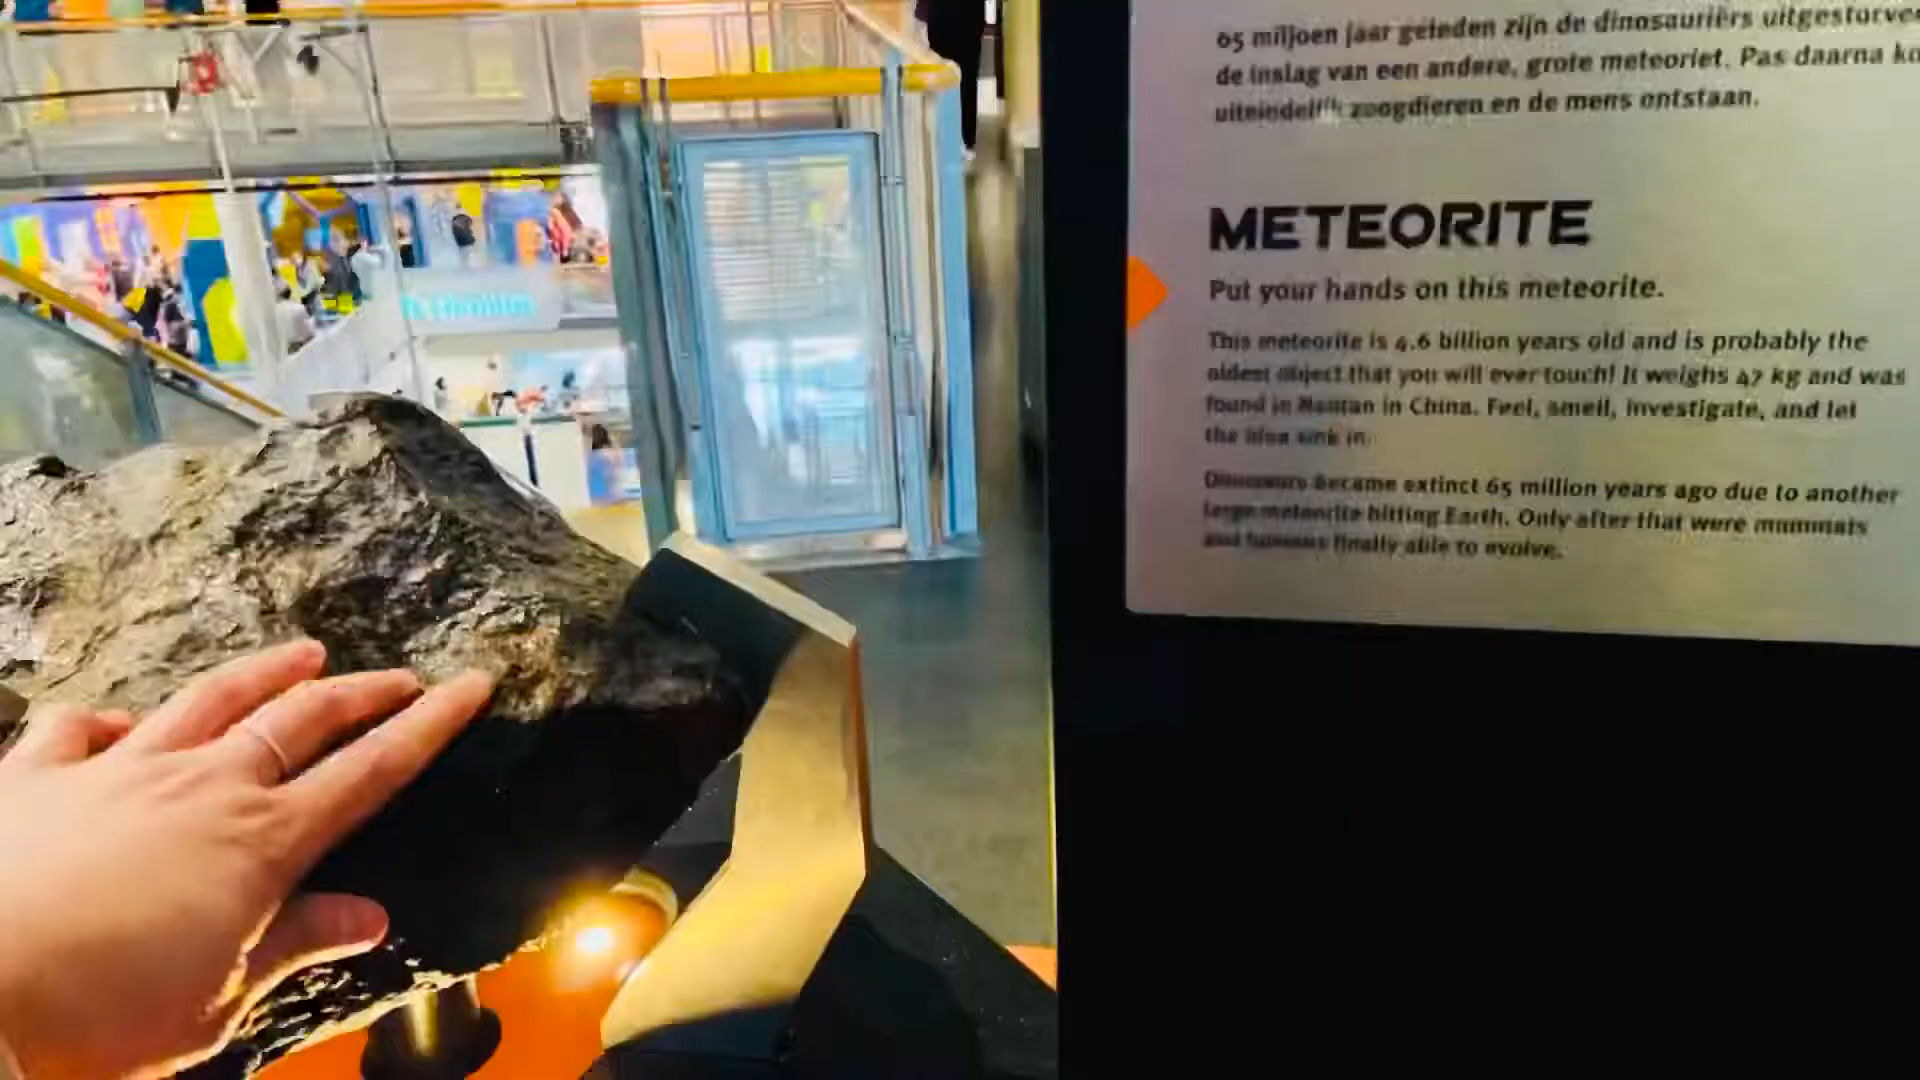 65 miljoen jaar geleden zijn de dinosauriërs uitgestorve
de inslag van een andere, grote meteoriet. Pas daarna ko
uiteindelijk zoogdieren en de mens ontstaan.
METEORITE
Put your hands on this meteorite.
This meteorite is 4.6 billion years old and is probably the
oldest object that you will ever touch! It weighs 47 kg and was
found in Nantan in China. Feel, smell, investigate, and let
the idea sink in.
Dinosaurs became extinct 65 million years ago due to another
large meteorite hitting Earth. Only after that were mammals
and humans finally able to evolve.